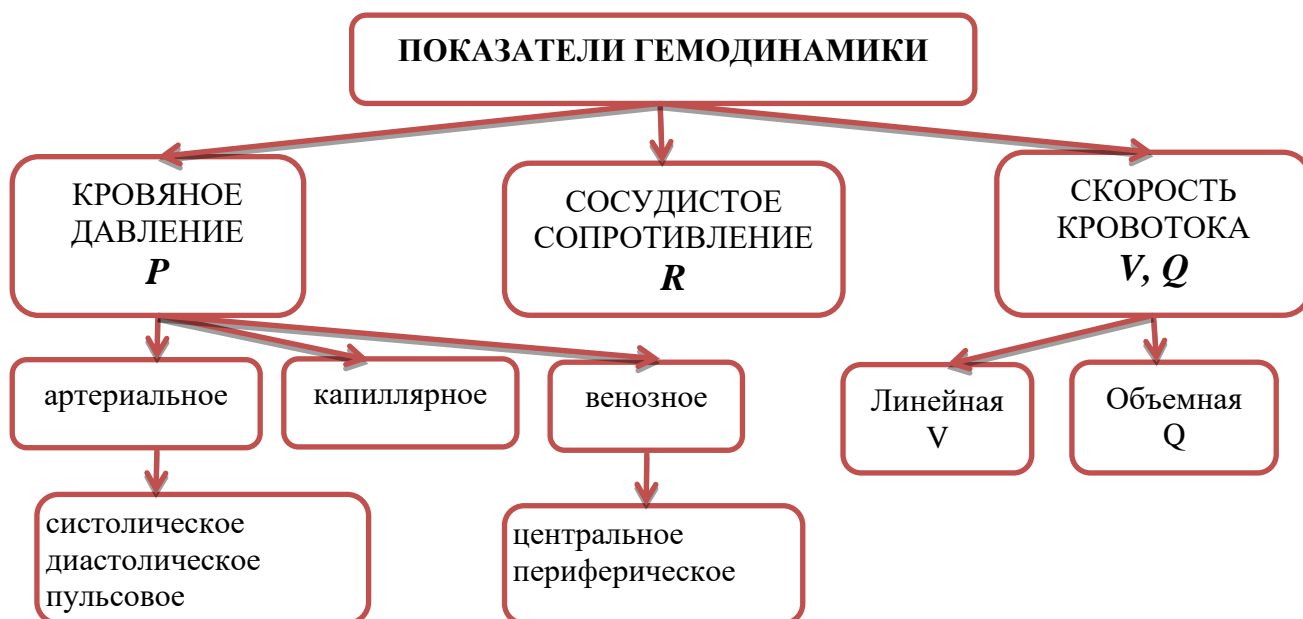 ПОКАЗАТЕЛИ ГЕМОДИНАМИКИ
КРОВЯНОЕ
ДАВЛЕНИЕ
P
СОСУДИСТОЕ
СОПРОТИВЛЕНИЕ
R
СКОРОСТЬ
КРОВОТОКА
V, Q
артериальное
капиллярное
венозное
Линейная
V
Объемная
Q
систолическое
диастолическое
пульсовое
центральное
периферическое